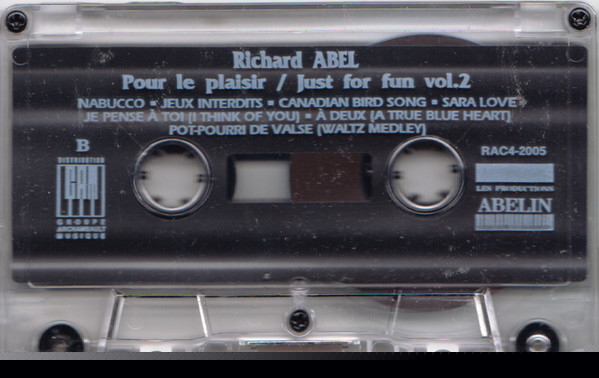 Richard ABEL
Pour le plaisir / Just for fun vol.2
NABUCCO ▪ JEUX INTERDITS ▪ CANADIAN BIRD SONG ▪ SARA LOVE ▪
JE PENSE À TOI (I THINK OF YOU) ▪ À DEUX (A TRUE BLUE HEART)
POT-POURRI DE VALSE (WALTZ MEDLEY)
B
DISTRIBUTION
GAM
GROUPE
ARCHAMBAULT
MUSIQUE
RAC4-2005
LES PRODUCTIONS
ABELIN